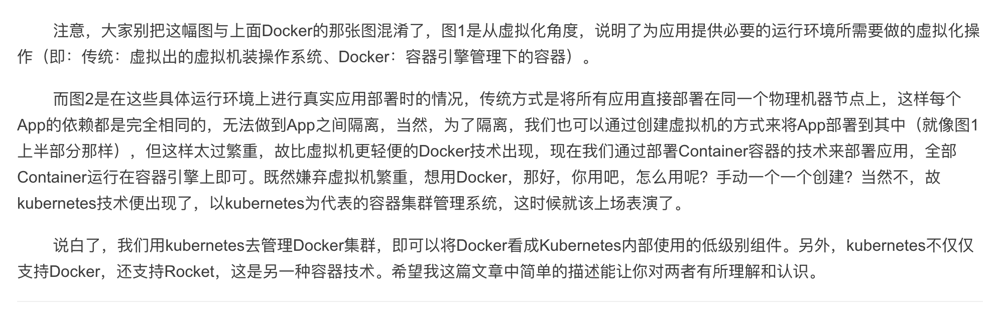 注意，大家别把这幅图与上面Docker的那张图混淆了，图1是从虚拟化角度，说明了为应用提供必要的运行环境所需要做的虚拟化操
作（即：传统：虚拟出的虚拟机装操作系统、Docker：容器引擎管理下的容器）。
而图2是在这些具体运行环境上进行真实应用部署时的情况，传统方式是将所有应用直接部署在同一个物理机器节点上，这样每个
App的依赖都是完全相同的，无法做到App之间隔离，当然，为了隔离，我们也可以通过创建虚拟机的方式来将App部署到其中（就像图1
上半部分那样），但这样太过繁重，故比虚拟机更轻便的Docker技术出现，现在我们通过部署Container容器的技术来部署应用，全部
Container运行在容器引擎上即可。既然嫌弃虚拟机繁重，想用Docker，那好，你用吧，怎么用呢？手动一个一个创建？当然不，故
kubernetes技术便出现了，以kubernetes为代表的容器集群管理系统，这时候就该上场表演了。
说白了，我们用kubernetes去管理Docker集群，即可以将Docker看成Kubernetes内部使用的低级别组件。另外，kubernetes不仅仅
支持Docker，还支持Rocket，这是另一种容器技术。希望我这篇文章中简单的描述能让你对两者有所理解和认识。